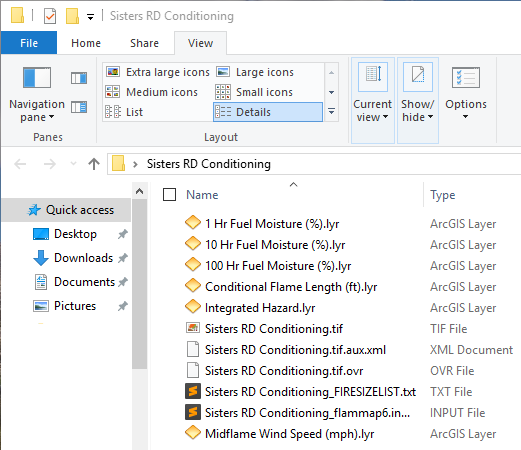 Sisters RD Conditioning
File Home Share View
Extra large icons Large icons
Medium icons Small icons
List Details
Navigation pane
Current view
Show/hide
Options
Panes Layout
Sisters RD Conditioning
Name Type
Quick access
Desktop
Downloads
Documents
Pictures
1 Hr Fuel Moisture (%).lyr ArcGIS Layer
10 Hr Fuel Moisture (%).lyr ArcGIS Layer
100 Hr Fuel Moisture (%).lyr ArcGIS Layer
Conditional Flame Length (ft).lyr ArcGIS Layer
Integrated Hazard.lyr ArcGIS Layer
Sisters RD Conditioning.tif TIF File
Sisters RD Conditioning.tif.aux.xml XML Document
Sisters RD Conditioning.tif.ovr OVR File
Sisters RD Conditioning_FIRESIZELIST.txt TXT File
Sisters RD Conditioning_flammap6.in... INPUT File
Midflame Wind Speed (mph).lyr ArcGIS Layer